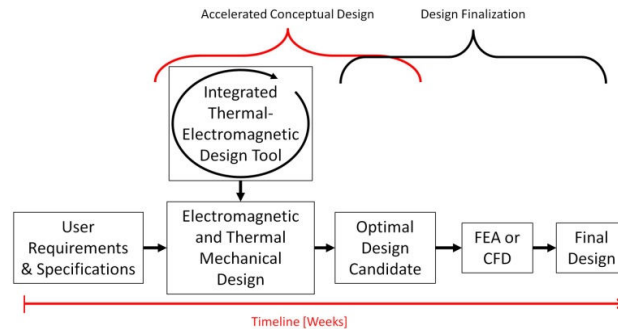 Accelerated Conceptual Design
Design Finalization
Integrated
Thermal-
Electromagnetic
Design Tool
User
Requirements
& Specifications
Electromagnetic
and Thermal
Mechanical
Design
Optimal
Design
Candidate
FEA or
CFD
Final
Design
Timeline [Weeks]